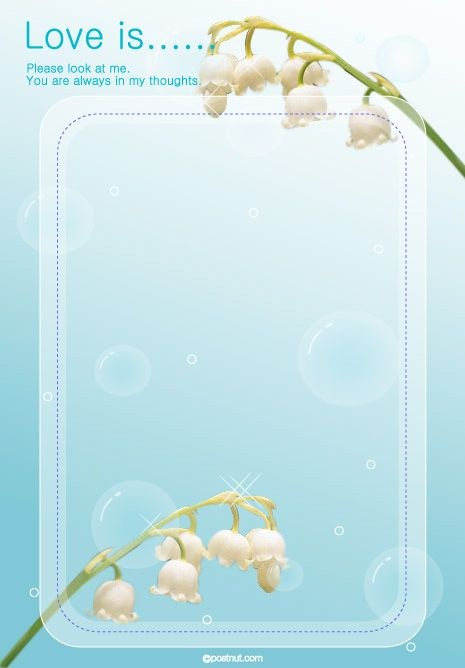 Love is......
Please look at me.
You are always in my thoughts.
©postnut.com